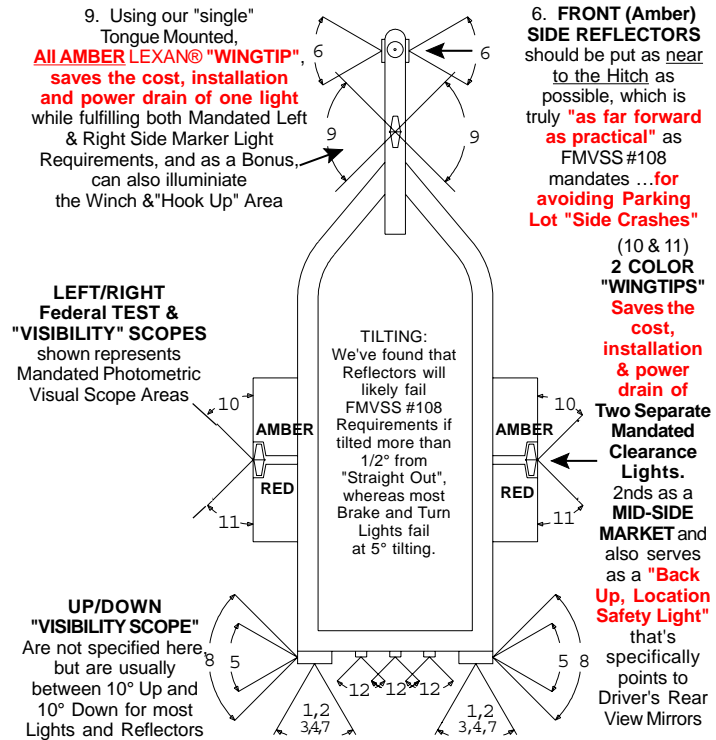 9. Using our "single"
Tongue Mounted,
All AMBER LEXAN® "WINGTIP",
saves the cost, installation
and power drain of one light
while fulfilling both Mandated Left
& Right Side Marker Light
Requirements, and as a Bonus,
can also illuminiate
the Winch &"Hook Up" Area
6
6
9
9
6. FRONT (Amber)
SIDE REFLECTORS
should be put as near
to the Hitch as
possible, which is
truly "as far forward
as practical" as
FMVSS #108
mandates ...for
avoiding Parking
Lot "Side Crashes"
(10 & 11)
2 COLOR
"WINGTIPS"
Saves the
cost,
installation
& power
drain of
Two Separate
Mandated
Clearance
Lights.
2nds as a
MID-SIDE
MARKET and
also serves
as a "Back
Up, Location
Safety Light"
that's
specifically
points to
Driver's Rear
View Mirrors
LEFT/RIGHT
Federal TEST &
"VISIBILITY" SCOPES
shown represents
Mandated Photometric
Visual Scope Areas
TILTING:
We've found that
Reflectors will
likely fail
FMVSS #108
Requirements if
tilted more than
1/2° from
"Straight Out",
whereas most
Brake and Turn
Lights fail
at 5° tilting.
10
AMBER
RED
11
10
AMBER
RED
11
UP/DOWN
"VISIBILITY SCOPE"
Are not specified here,
but are usually
between 10° Up and
10° Down for most
Lights and Reflectors
8
5
5
8
12
12
12
1,2
3,4,7
1,2
3,4,7